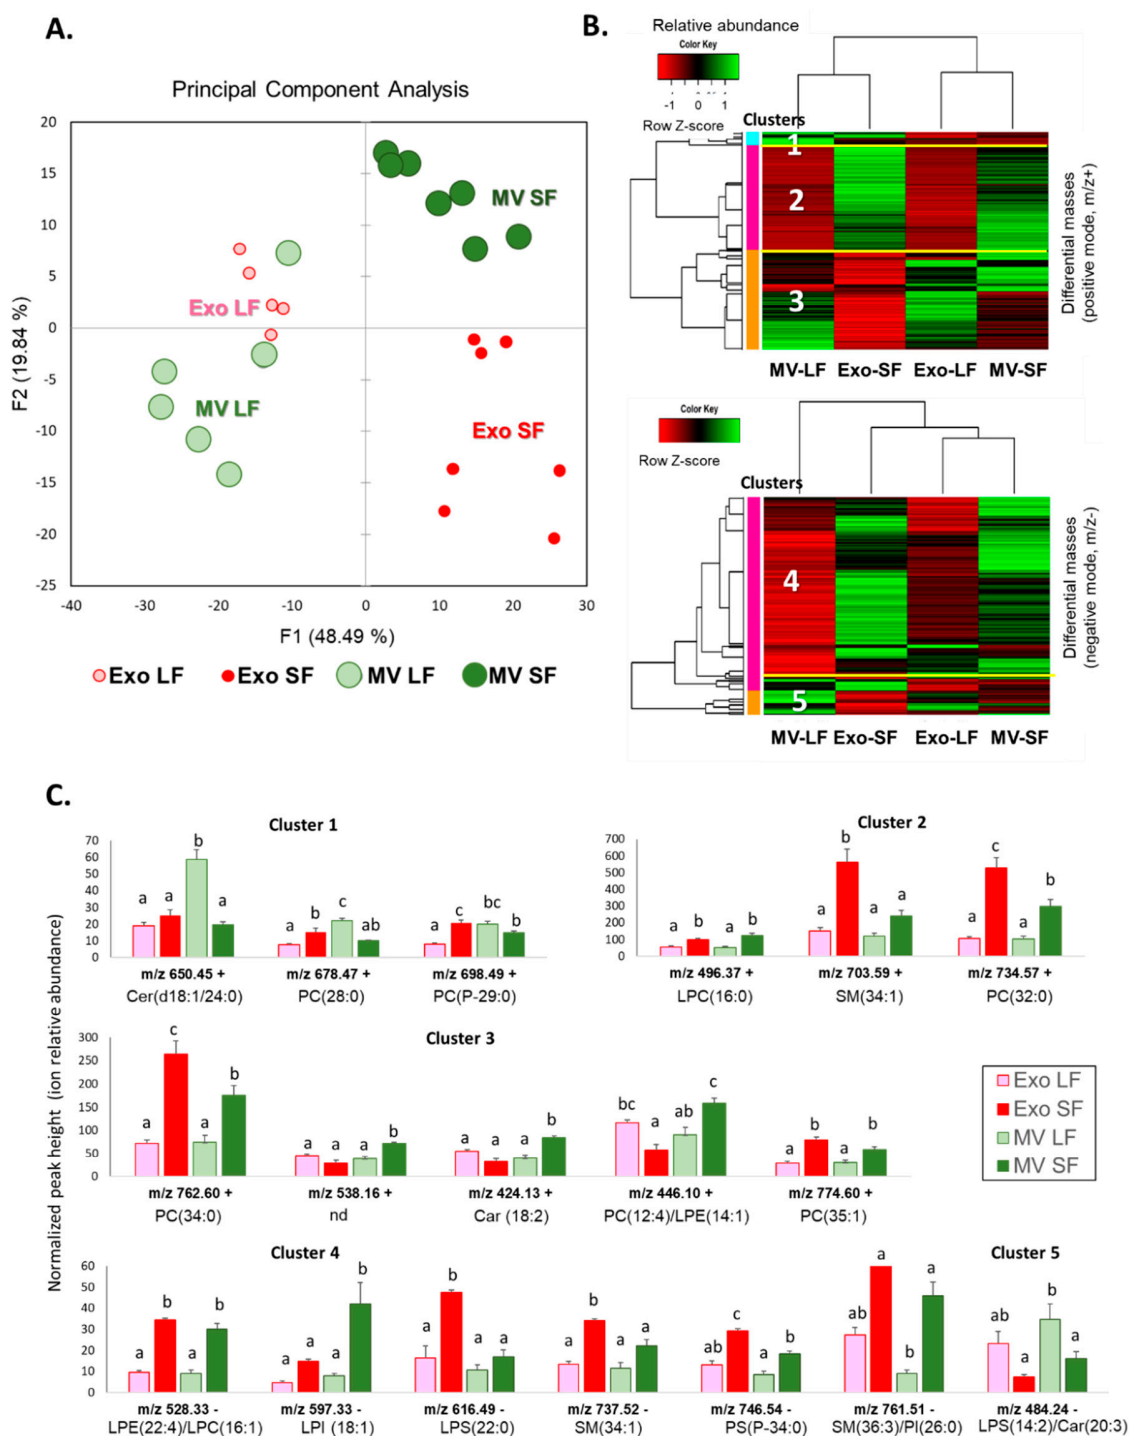 A.
Principal Component Analysis
20
15
10
5
0
-5
-10
-15
-20
-25
F2 (19.84 %)
MV SF
Exo LF
MV LF
Exo SF
-40 -30 -20 -10 0 10 20 30
F1 (48.49 %)
Exo LF Exo SF MV LF MV SF
B.
Relative abundance
Color Key
-1 0 1
Row Z-score
Clusters
1
2
3
MV-LF Exo-SF Exo-LF MV-SF
Differential masses
(positive mode, m/z+)
Color Key
Row Z-score
Clusters
4
5
MV-LF Exo-SF Exo-LF MV-SF
Differential masses
(negative mode, m/z-)
C.
Normalized peak height (ion relative abundance)
Cluster 1
70
60
50
40
30
20
10
0
a a b a
a b c ab
a c bc b
m/z 650.45 + m/z 678.47 + m/z 698.49 +
Cer(d18:1/24:0) PC(28:0) PC(P-29:0)
Cluster 2
700
600
500
400
300
200
100
0
a b a b
a b a a
a c a b
m/z 496.37 + m/z 703.59 + m/z 734.57 +
LPC(16:0) SM(34:1) PC(32:0)
Cluster 3
300
250
200
150
100
50
0
a c a b
a a a b
a a a b
bc a ab c
a b a b
m/z 762.60 + m/z 538.16 + m/z 424.13 + m/z 446.10 + m/z 774.60 +
PC(34:0) nd Car (18:2) PC(12:4)/LPE(14:1) PC(35:1)
Exo LF
Exo SF
MV LF
MV SF
Cluster 4
Cluster 5
60
50
40
30
20
10
0
a b a b
a a a b
a b a a
a b a a
ab c a b
ab a b a
ab a b a
m/z 528.33 - m/z 597.33 - m/z 616.49 - m/z 737.52 - m/z 746.54 - m/z 761.51 - m/z 484.24 -
LPE(22:4)/LPC(16:1) LPI (18:1) LPS(22:0) SM(34:1) PS(P-34:0) SM(36:3)/PI(26:0) LPS(14:2)/Car(20:3)